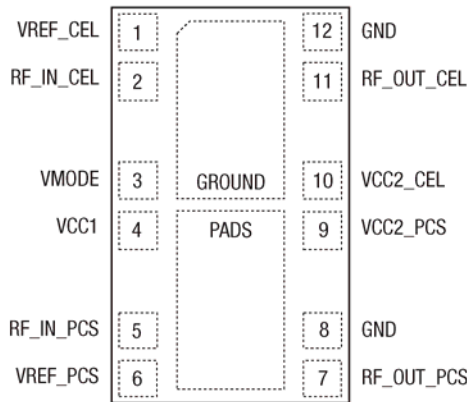 VREF_CEL 1 12 GND
RF_IN_CEL 2 11 RF_OUT_CEL
VMODE 3 GROUND 10 VCC2_CEL
VCC1 4 PADS 9 VCC2_PCS
RF_IN_PCS 5 8 GND
VREF_PCS 6 7 RF_OUT_PCS